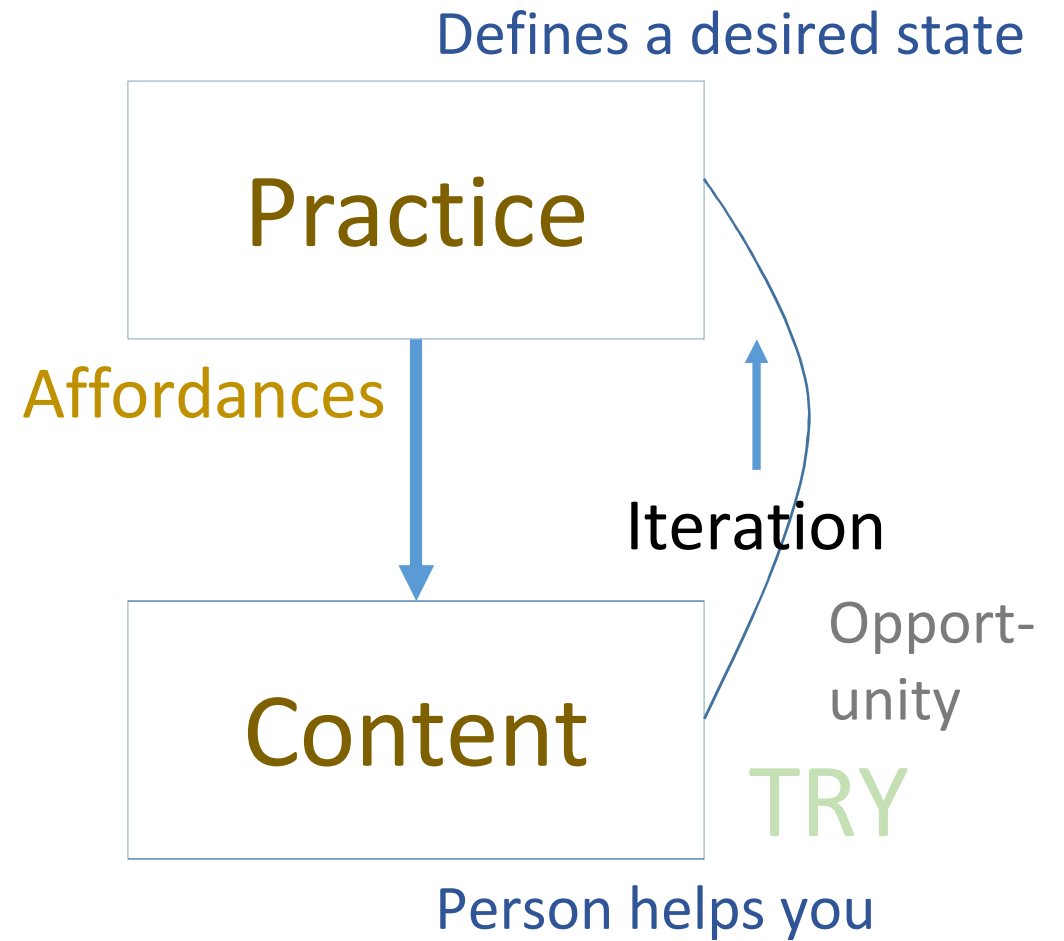 Defines a desired state
Practice
Affordances
Iteration
Opport-
unity
Content
TRY
Person helps you